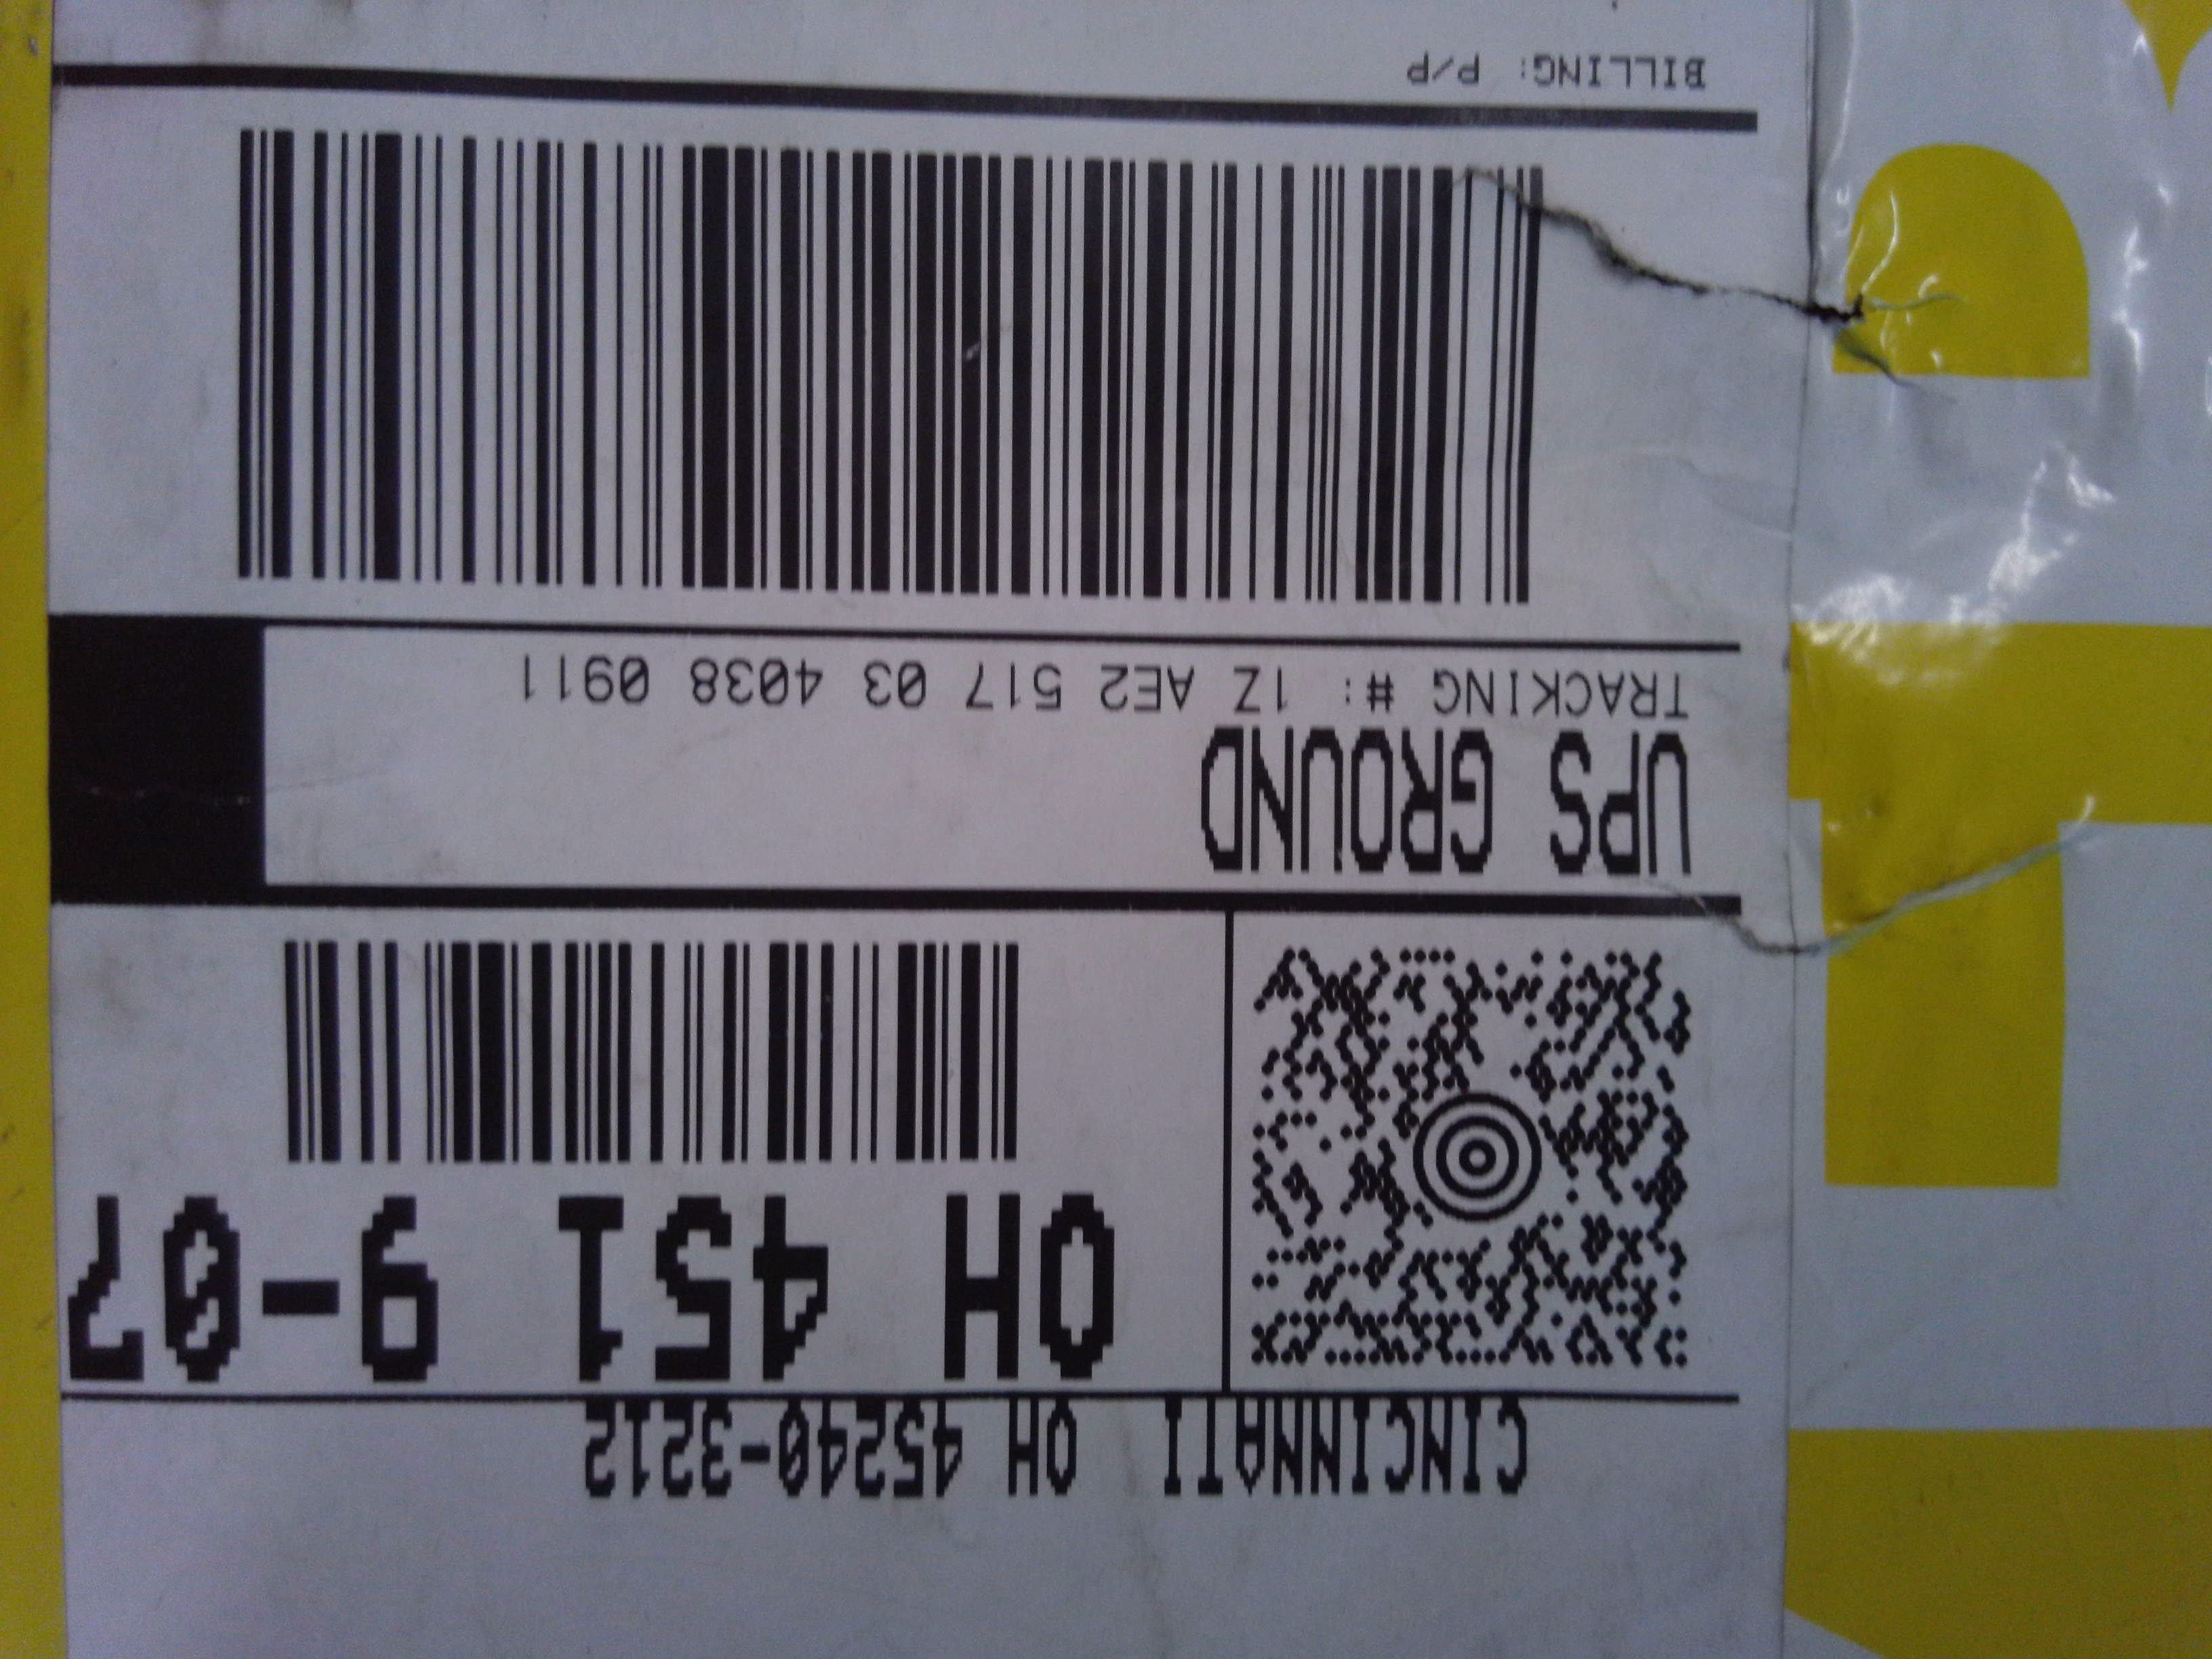 CINCINNATI OH 45240-3212
OH 451 9-07
UPS GROUND
TRACKING #: 1Z AE2 517 03 4038 0911
BILLING: P/P